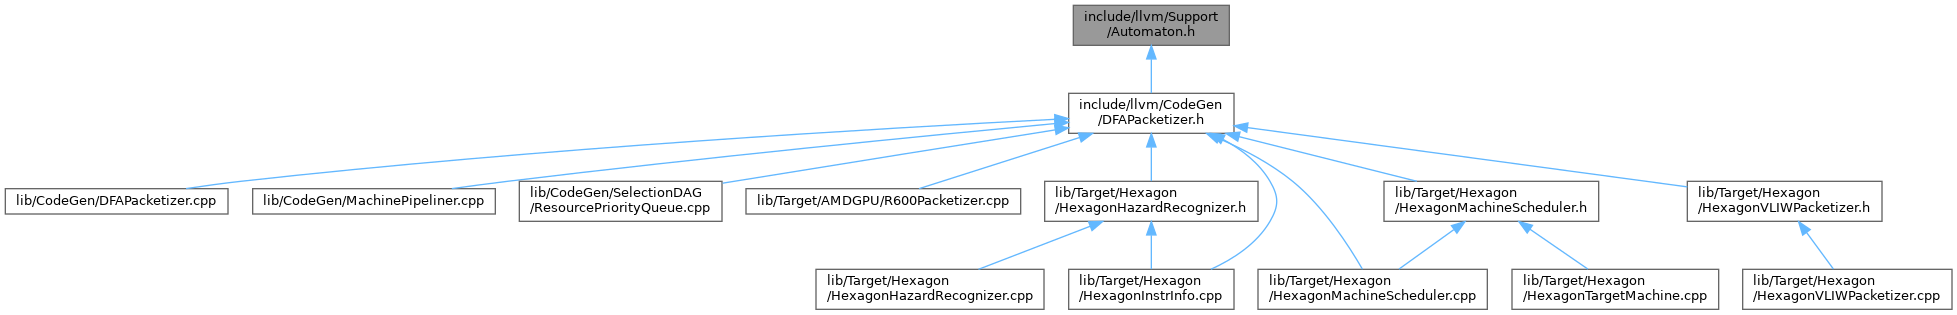 include/llvm/Support
/Automaton.h
include/llvm/CodeGen
/DFAPacketizer.h
lib/CodeGen/DFAPacketizer.cpp
lib/CodeGen/MachinePipeliner.cpp
lib/CodeGen/SelectionDAG
/ResourcePriorityQueue.cpp
lib/Target/AMDGPU/R600Packetizer.cpp
lib/Target/Hexagon
/HexagonHazardRecognizer.h
lib/Target/Hexagon
/HexagonMachineScheduler.h
lib/Target/Hexagon
/HexagonVLIWPacketizer.h
lib/Target/Hexagon
/HexagonHazardRecognizer.cpp
lib/Target/Hexagon
/HexagonInstrInfo.cpp
lib/Target/Hexagon
/HexagonMachineScheduler.cpp
lib/Target/Hexagon
/HexagonTargetMachine.cpp
lib/Target/Hexagon
/HexagonVLIWPacketizer.cpp